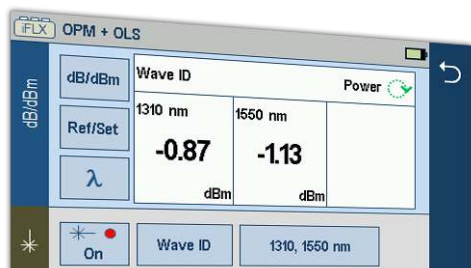 iFLX OPM + OLS
dB/dBm
dB/dBm
Wave ID
Power
Ref/Set
1310 nm
1550 nm
-0.87
-1.13
λ
dBm
dBm
On
Wave ID
1310, 1550 nm